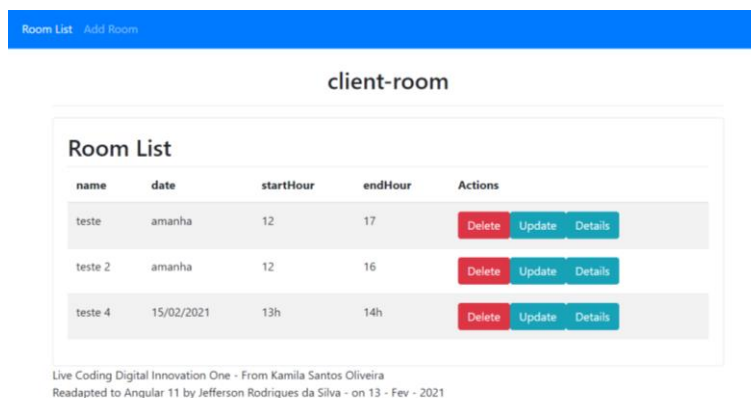 Room List Add Room
client-room
Room List
name date startHour endHour Actions
teste amanha 12 17 Delete Update Details
teste 2 amanha 12 16 Delete Update Details
teste 4 15/02/2021 13h 14h Delete Update Details
Live Coding Digital Innovation One - From Kamila Santos Oliveira
Readapted to Angular 11 by Jefferson Rodrigues da Silva - on 13 - Fev - 2021